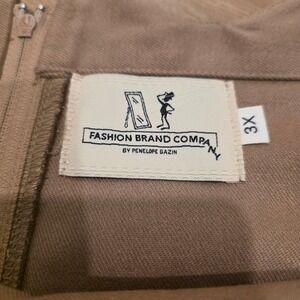 FASHION BRAND COMPANY
BY PENELOPE GAZIN
3X